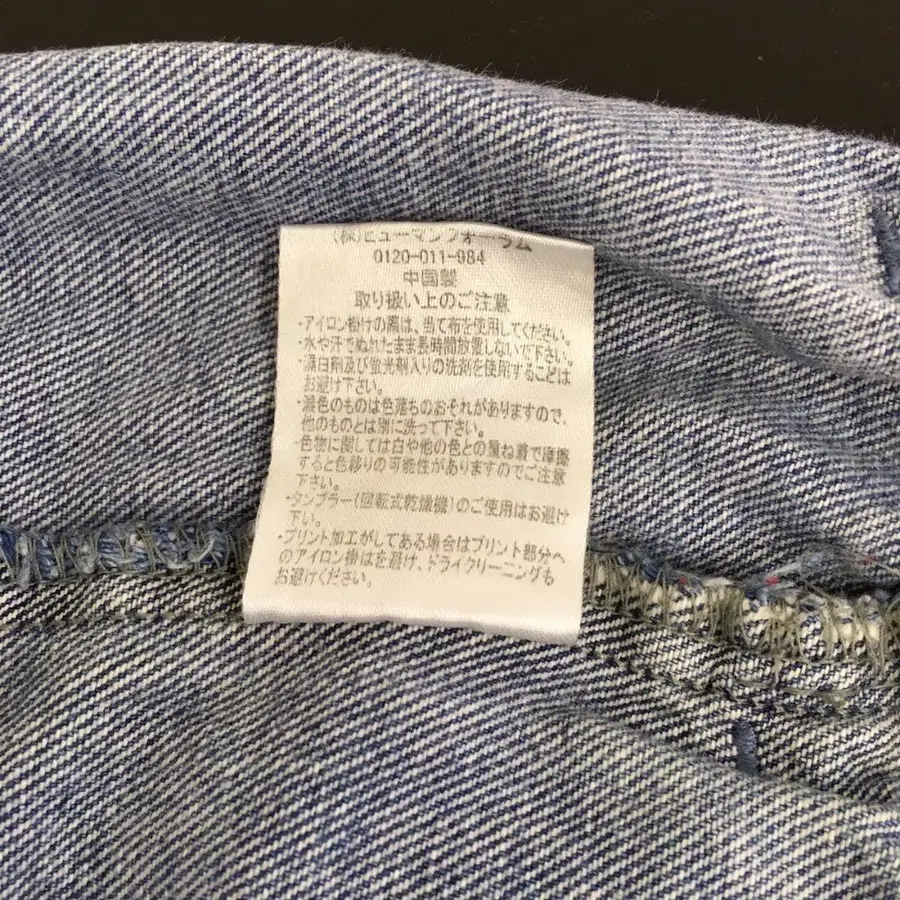 (株)ヒューマンフォーラム
0120-011-984
中国製
取り扱い上のご注意
・アイロン掛けの際は、当て布を使用してください。
・水や汗でぬれたまま長時間放置しないで下さい。
・漂白剤及び蛍光剤入りの洗剤を使用することは
お避け下さい。
・濃色のものは色落ちのおそれがありますので、
他のものとは別に洗って下さい。
・色物に関しては白や他の色との重ね着で摩擦
すると色移りの可能性がありますのでご注意
下さい。
・タンブラー(回転式乾燥機)のご使用はお避け
下い。
・プリント加工がしてある場合はプリント部分へ
のアイロン掛はを避け、ドライクリーニングも
お避けください。